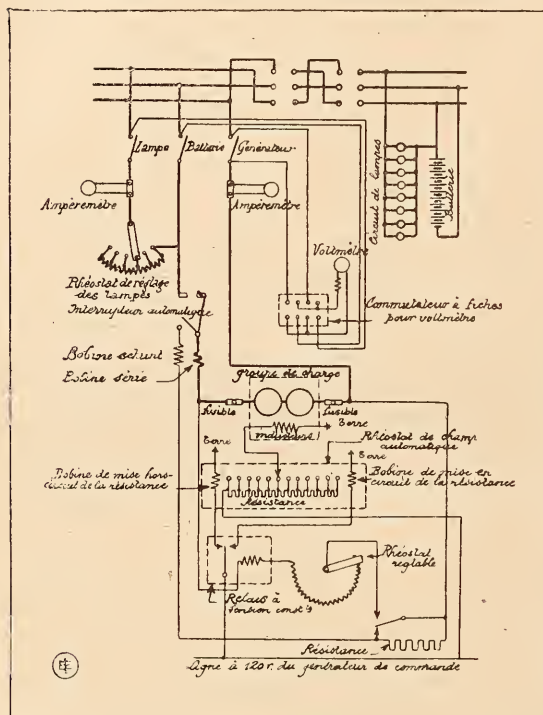 Lampe Batterie Générateur
Ampèremètre
Ampèremètre
Circuit de lampes
Batterie
Voltmètre
Rhéostat de réglage
des lampes
Interrupteur automatique
Commutateur à fiches
pour voltmètre
Bobine shunt
Bobine série
Groupe de charge
fusible
fusible
Terre
Rhéostat de champ
automatique
Terre
Terre
Bobine de mise hors-
circuit de la résistance
Bobine de mise en
circuit de la résistance
Résistance
Rhéostat
réglable
Relais à
tension const.
Résistance
Ligne à 120 v. du générateur de commande